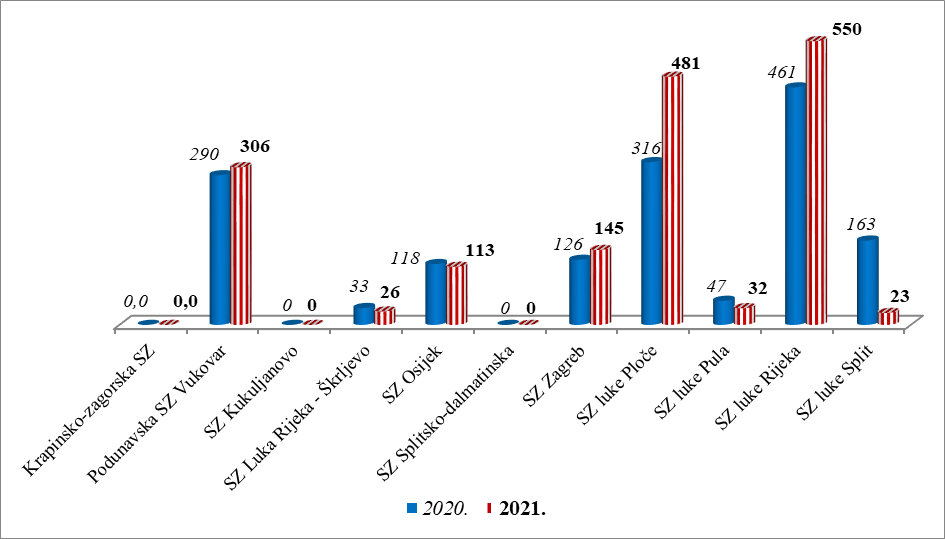 550
481
461
316
290
306
163
126
145
118
113
33
26
47
32
23
0,0
0,0
0
0
0
0
Krapinsko-zagorska SZ
Podunavska SZ Vukovar
SZ Kukuljanovo
SZ Luka Rijeka - Škrljevo
SZ Osijek
SZ Splitsko-dalmatinska
SZ Zagreb
SZ luke Ploče
SZ luke Pula
SZ luke Rijeka
SZ luke Split
2020.
2021.